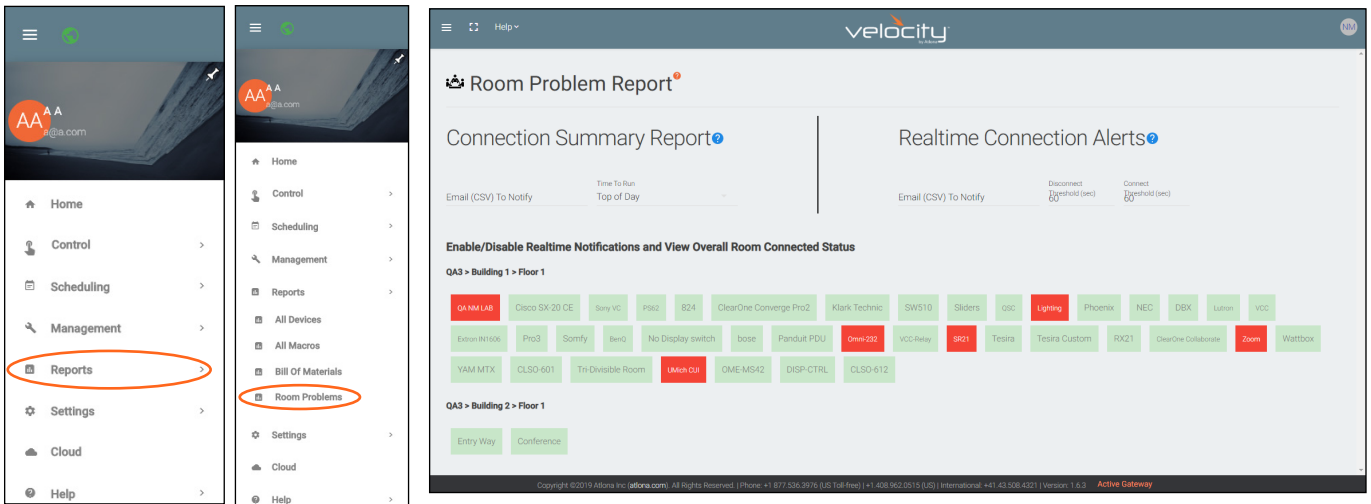 AA
A A
a@a.com
Home
Control
Scheduling
Management
Reports
Settings
Cloud
Help
AA
A A
a@a.com
Home
Control
Scheduling
Management
Reports
All Devices
All Macros
Bill Of Materials
Room Problems
Settings
Cloud
Help
Help
velocity
by Atlona
NM
Room Problem Report
Connection Summary Report
Realtime Connection Alerts
Email (CSV) To Notify
Time To Run
Top of Day
Email (CSV) To Notify
Disconnect
Threshold (sec)
60
Connect
Threshold (sec)
60
Enable/Disable Realtime Notifications and View Overall Room Connected Status
QA3 > Building 1 > Floor 1
QA NM LAB Cisco SX-20 CE Sony VC PS62 824 ClearOne Converge Pro2 Klark Technic SW510 Sliders QSC Lighting Phoenix NEC DBX Lutron VCC
Extron IN1606 Pro3 Somfy BenQ No Display switch bose Panduit PDU Omni-232 VCC-Relay SR21 Tesira Tesira Custom RX21 ClearOne Collaborate Zoom Wattbox
YAM MTX CLSO-601 Tri-Divisible Room UMich CUI OME-MS42 DISP-CTRL CLSO-612
QA3 > Building 2 > Floor 1
Entry Way Conference
Copyright ©2019 Atlona Inc (atlona.com). All Rights Reserved. | Phone: +1 877.536.3976 (US Toll-free) | +1.408.962.0515 (US) | International: +41.43.508.4321 | Version: 1.6.3 Active Gateway